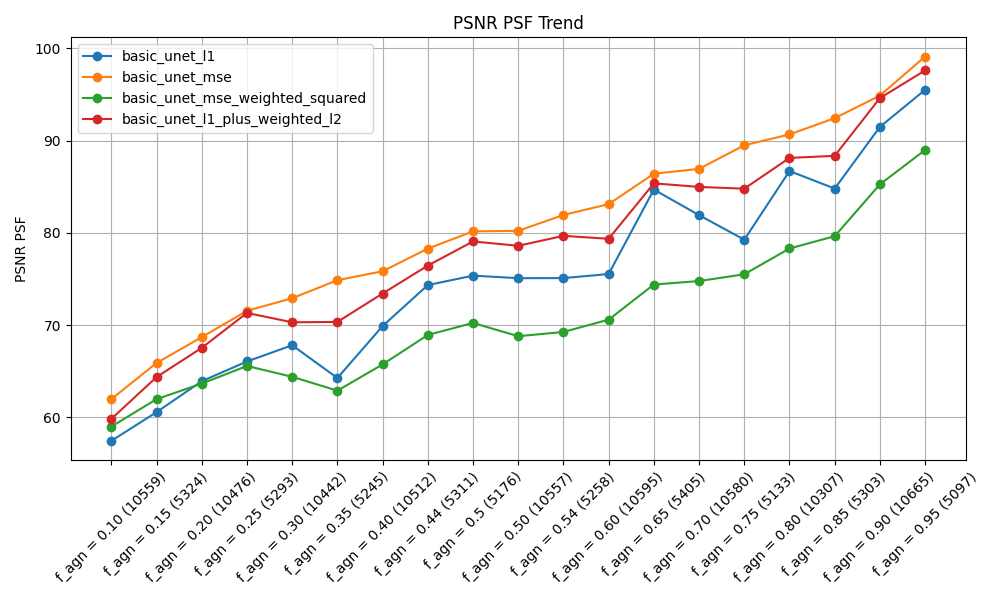 PSNR PSF Trend
basic_unet_l1
basic_unet_mse
basic_unet_mse_weighted_squared
basic_unet_l1_plus_weighted_l2
PSNR PSF
100
90
80
70
60
f_agn = 0.10 (10559)
f_agn = 0.15 (5324)
f_agn = 0.20 (10476)
f_agn = 0.25 (5293)
f_agn = 0.30 (10442)
f_agn = 0.35 (5245)
f_agn = 0.40 (10512)
f_agn = 0.44 (5311)
f_agn = 0.5 (5176)
f_agn = 0.50 (10557)
f_agn = 0.54 (5258)
f_agn = 0.60 (10595)
f_agn = 0.65 (5405)
f_agn = 0.70 (10580)
f_agn = 0.75 (5133)
f_agn = 0.80 (10307)
f_agn = 0.85 (5303)
f_agn = 0.90 (10665)
f_agn = 0.95 (5097)